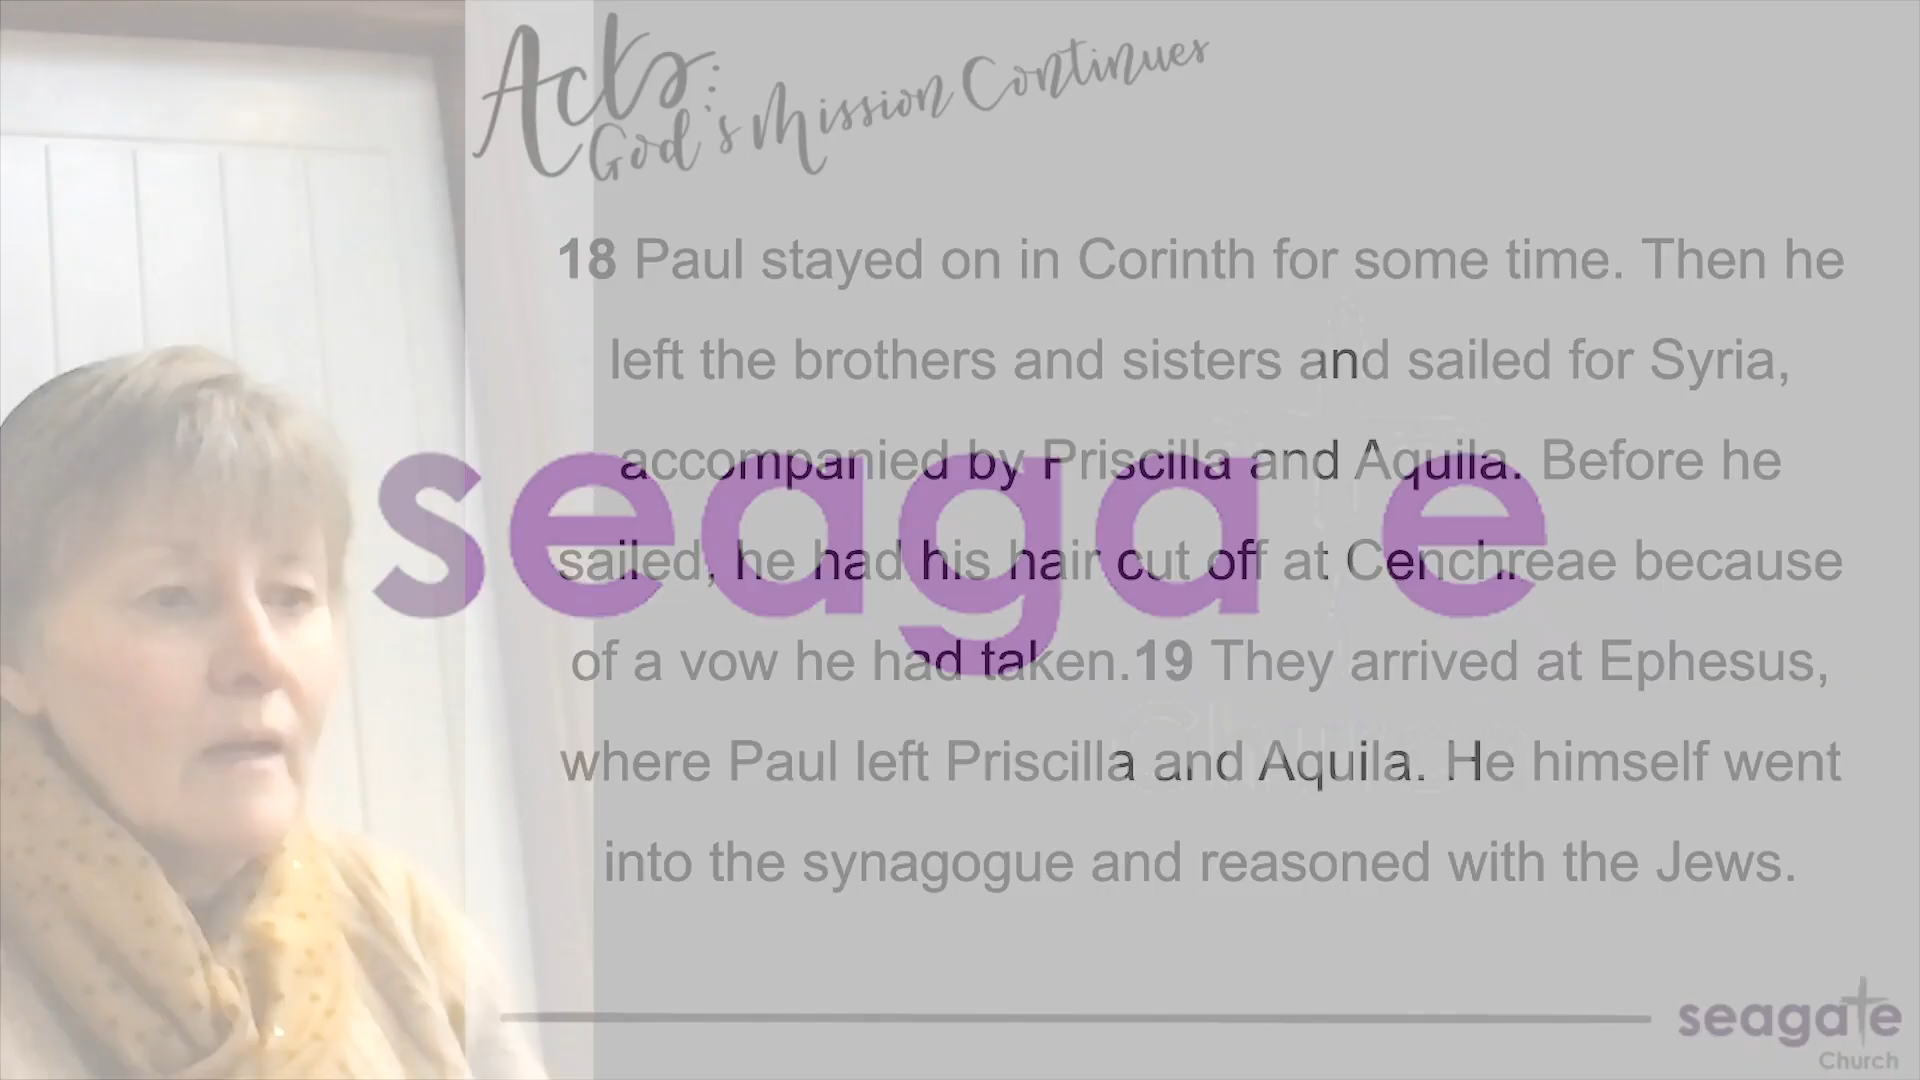 Acts:
God's Mission Continues
18 Paul stayed on in Corinth for some time. Then he
left the brothers and sisters and sailed for Syria,
accompanied by Priscilla and Aquila. Before he
sailed, he had his hair cut off at Cenchreae because
of a vow he had taken.19 They arrived at Ephesus,
where Paul left Priscilla and Aquila. He himself went
into the synagogue and reasoned with the Jews.
seaga e
Church
seagate
Church